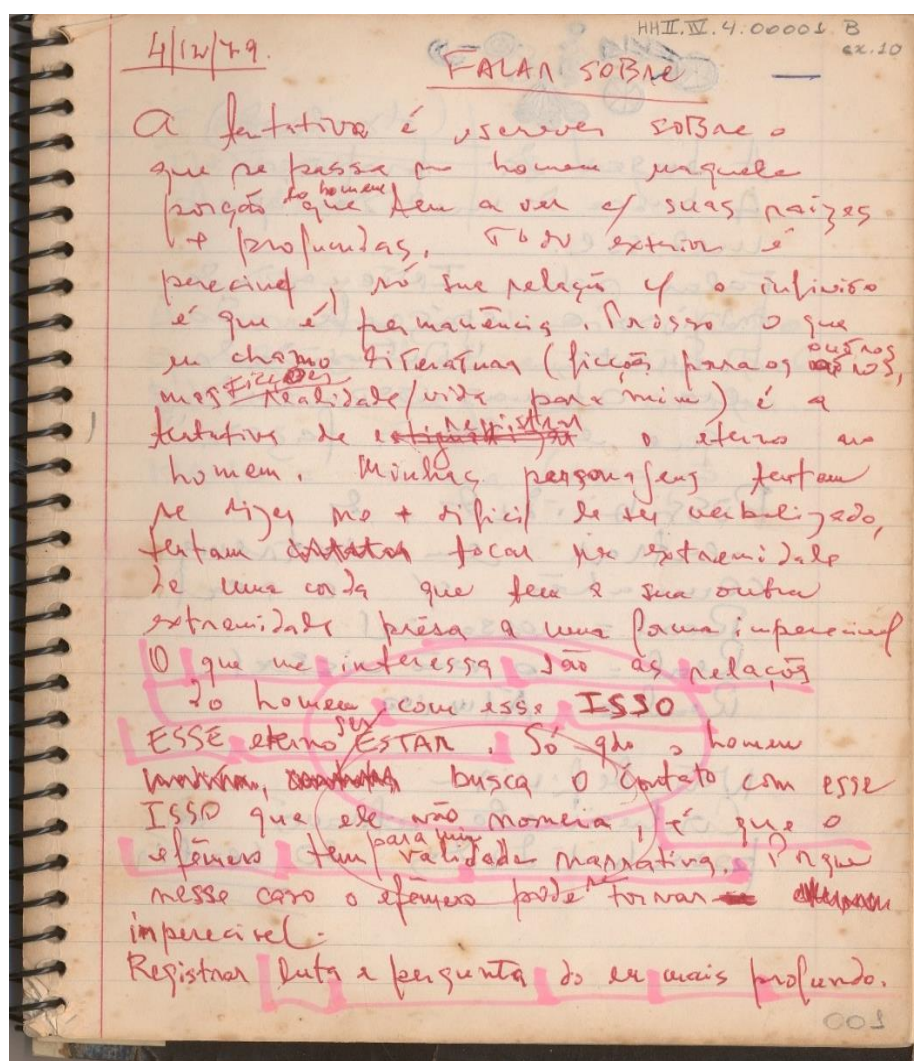 HHII.IV.4.00001.B
cx.10
4/12/79.
FALAR SOBRE
A tentativa é escrever sobre o
que se passa no homem naquela
porção do homem que tem a ver c/ suas raízes
+ profundas. Todo exterior é
perecível, só sua relação c/ o infinito
é que é permanência. Por isso o que
eu chamo literatura (ficção para os outros,
mas realidade/vida para mim) é a
tentativa de registrar o eterno no
homem. Minhas personagens tentam
se dizer no + difícil de ser verbalizado,
tentam tocar na extremidade
de uma corda que tem a sua outra
extremidade prêsa a uma forma imperecível
O que me interessa são as relações
do homem com esse ISSO
ESSE eterno ser/ESTAR. Só qdo o homem
busca o contato com esse
ISSO que ele não nomeia, é que o
efêmero tem para mim validade narrativa. Porque
nesse caso o efêmero pode se tornar
imperecível.
Registrar luta e pergunta do ser mais profundo.
001